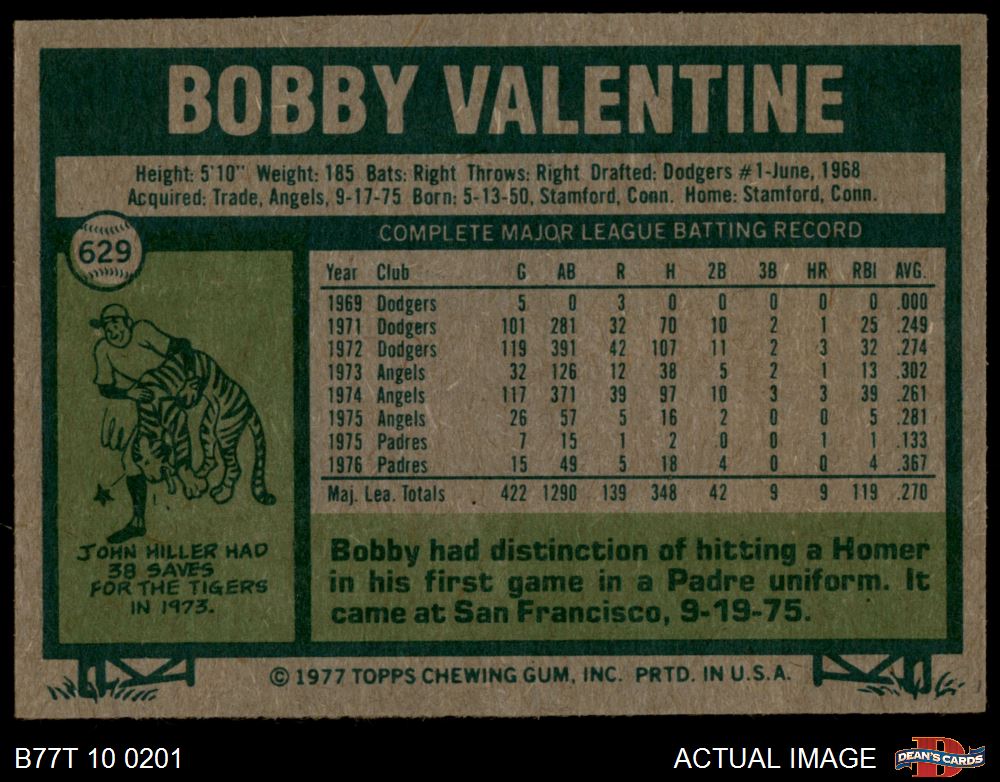 BOBBY VALENTINE
Height: 5'10" Weight: 185 Bats: Right Throws: Right Drafted: Dodgers #1-June, 1968
Acquired: Trade, Angels, 9-17-75 Born: 5-13-50, Stamford, Conn. Home: Stamford, Conn.
629
COMPLETE MAJOR LEAGUE BATTING RECORD
Year Club G AB R H 2B 3B HR RBI AVG.
1969 Dodgers 5 0 3 0 0 0 0 0 .000
1971 Dodgers 101 281 32 70 10 2 1 25 .249
1972 Dodgers 119 391 42 107 11 2 3 32 .274
1973 Angels 32 126 12 38 5 2 1 13 .302
1974 Angels 117 371 39 97 10 3 3 39 .261
1975 Angels 26 57 5 16 2 0 0 5 .281
1975 Padres 7 15 1 2 0 0 1 1 .133
1976 Padres 15 49 5 18 4 0 0 4 .367
Maj. Lea. Totals 422 1290 139 348 42 9 9 119 .270
JOHN HILLER HAD
38 SAVES
FOR THE TIGERS
IN 1973.
Bobby had distinction of hitting a Homer
in his first game in a Padre uniform. It
came at San Francisco, 9-19-75.
© 1977 TOPPS CHEWING GUM, INC. PRTD. IN U.S.A.
B77T 10 0201
ACTUAL IMAGE
D
DEAN'S CARDS